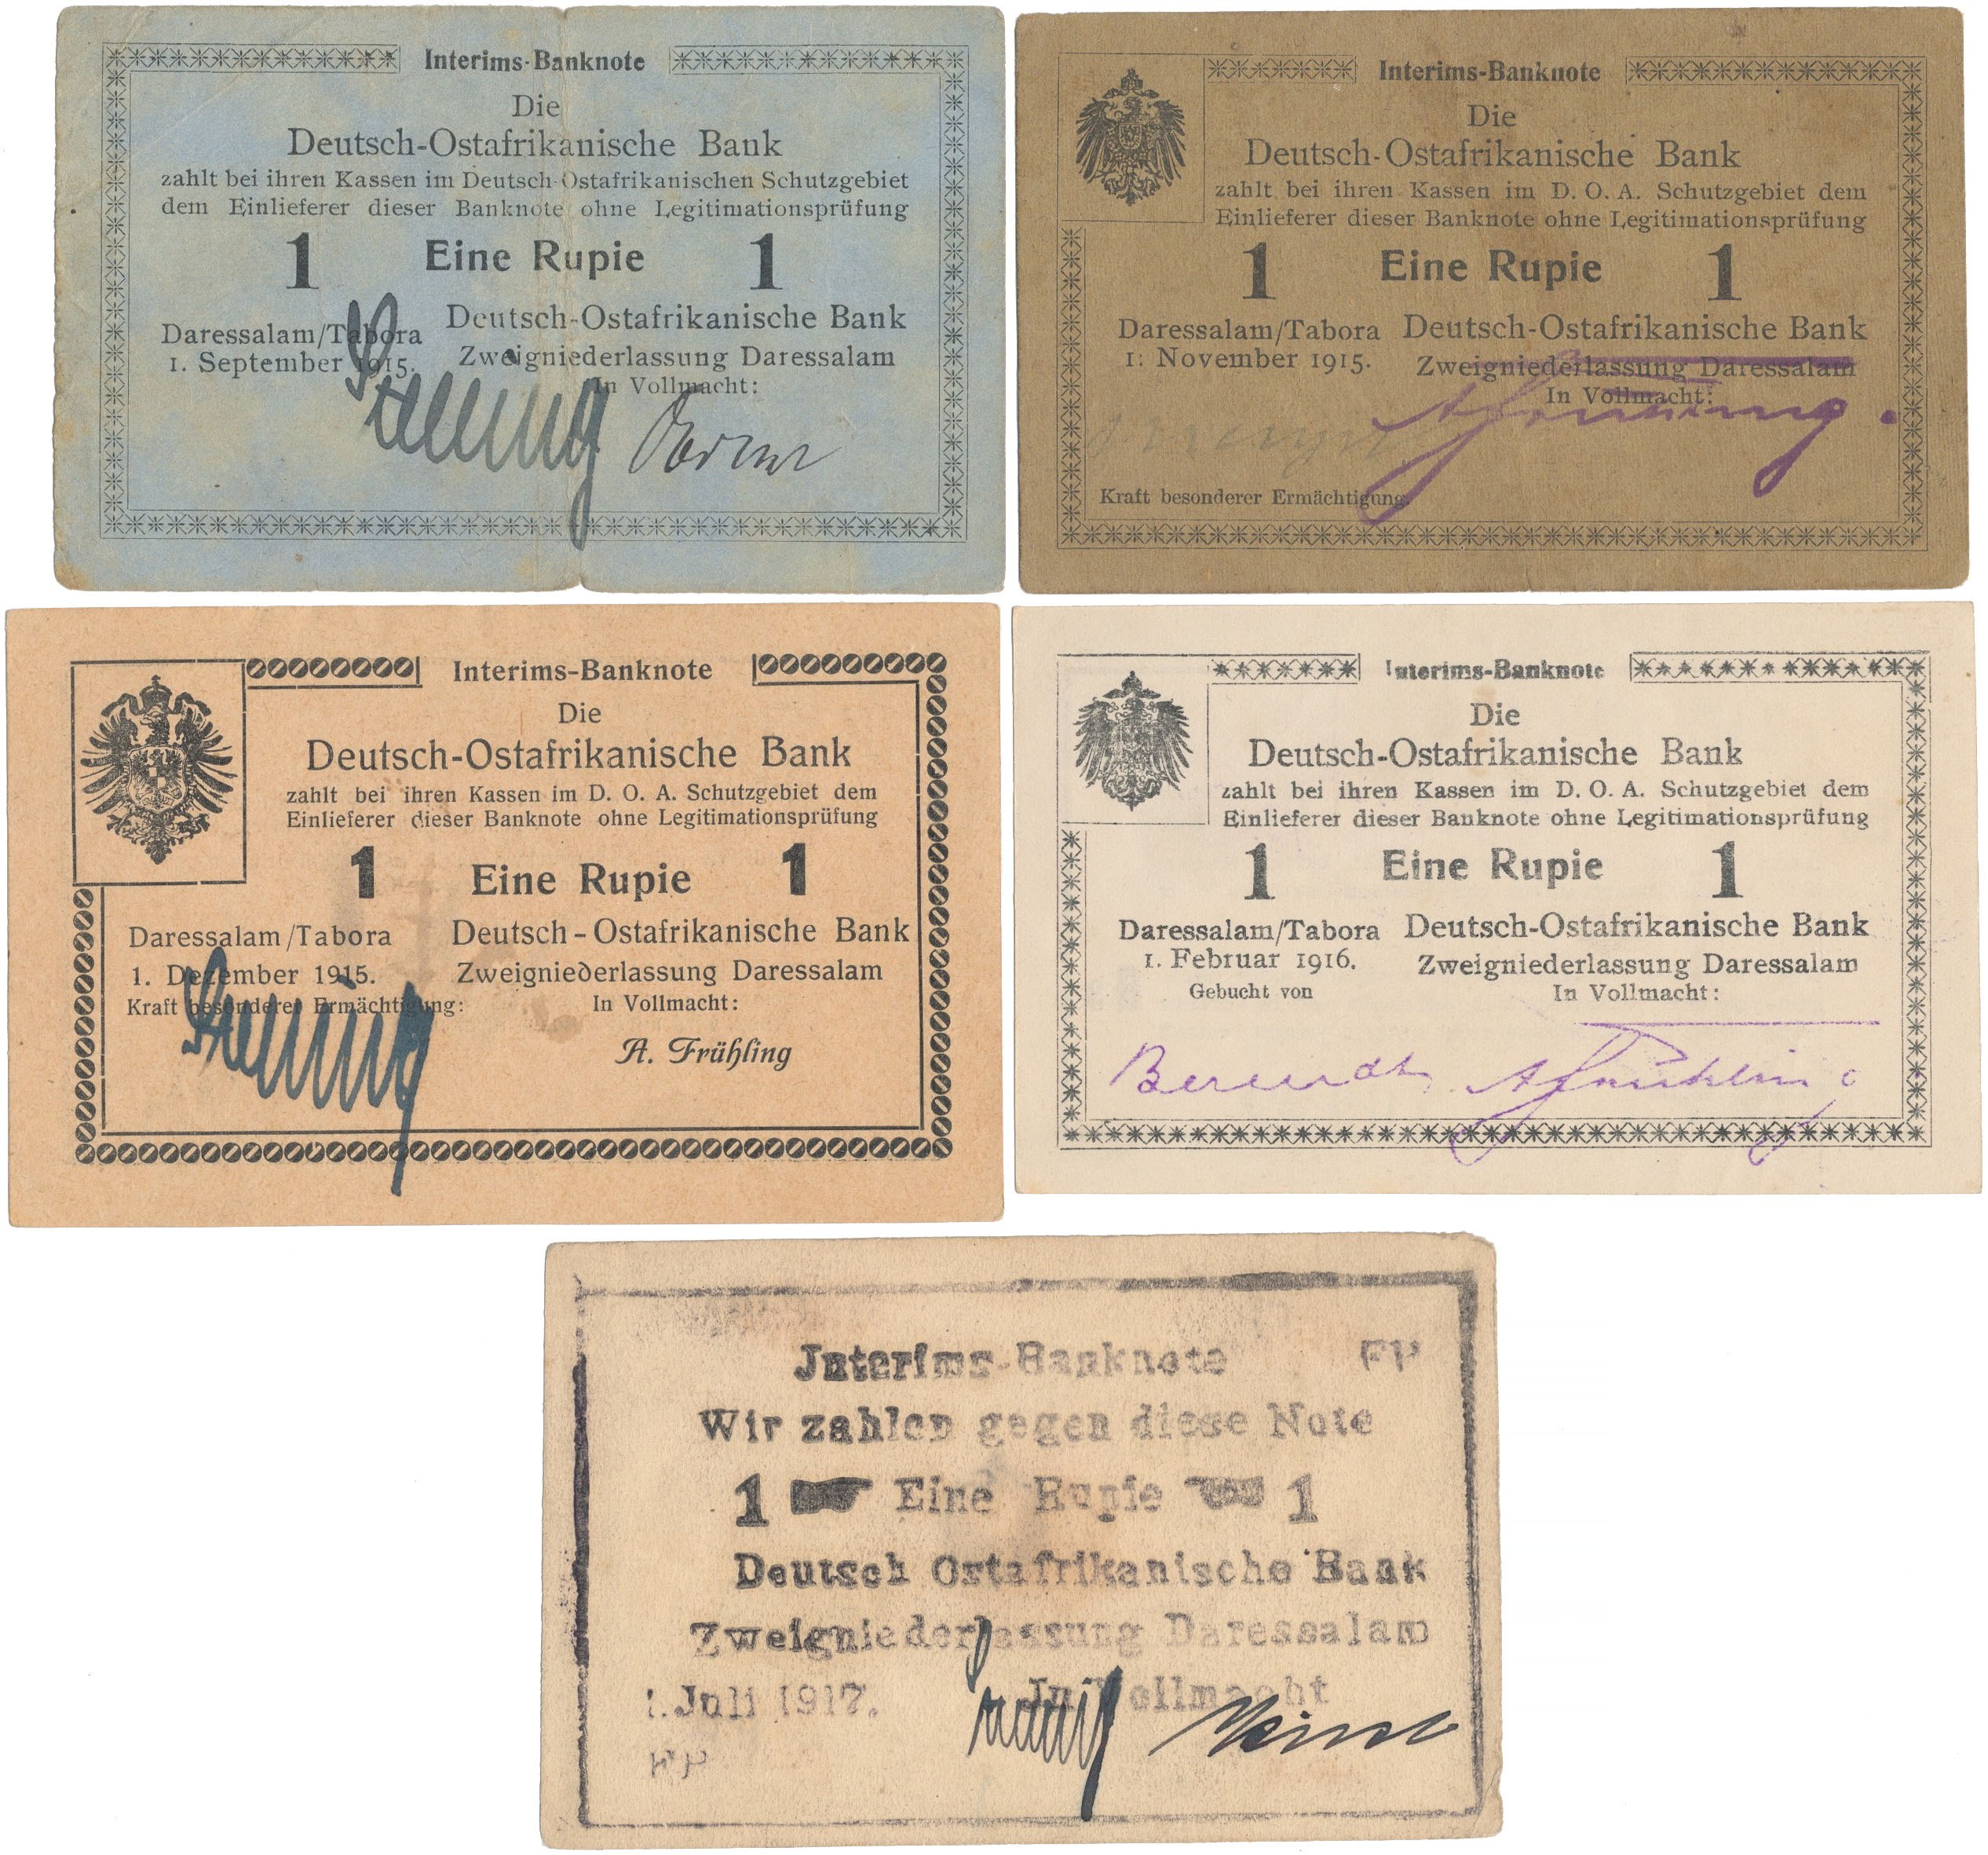 Interims-Banknote
Die
Deutsch-Ostafrikanische Bank
zahlt bei ihren Kassen im Deutsch-Ostafrikanischen Schutzgebiet
dem Einlieferer dieser Banknote ohne Legitimationsprüfung
1 Eine Rupie 1
Daressalam/Tabora
1. September 1915.
Deutsch-Ostafrikanische Bank
Zweigniederlassung Daressalam
In Vollmacht:
Interims-Banknote
Die
Deutsch-Ostafrikanische Bank
zahlt bei ihren Kassen im D. O. A. Schutzgebiet dem
Einlieferer dieser Banknote ohne Legitimationsprüfung
1 Eine Rupie 1
Daressalam/Tabora
1. November 1915.
Deutsch-Ostafrikanische Bank
Zweigniederlassung Daressalam
In Vollmacht:
A Frühling.
Kraft besonderer Ermächtigung.
Interims-Banknote
Die
Deutsch-Ostafrikanische Bank
zahlt bei ihren Kassen im D. O. A. Schutzgebiet dem
Einlieferer dieser Banknote ohne Legitimationsprüfung
1 Eine Rupie 1
Daressalam/Tabora
1. Dezember 1915.
Kraft besonderer Ermächtigung:
Deutsch-Ostafrikanische Bank
Zweigniederlassung Daressalam
In Vollmacht:
A. Frühling
Interims-Banknote
Die
Deutsch-Ostafrikanische Bank
zahlt bei ihren Kassen im D. O. A. Schutzgebiet dem
Einlieferer dieser Banknote ohne Legitimationsprüfung
1 Eine Rupie 1
Daressalam/Tabora
1. Februar 1916.
Gebucht von
Berendt
Deutsch-Ostafrikanische Bank
Zweigniederlassung Daressalam
In Vollmacht:
A Frühling
Jnterims-Banknote FP
Wir zahlen gegen diese Note
1 Eine Rupie 1
Deutsch Ostafrikanische Bank
Zweigniederlassung Daressalam
1. Juli 1917. Jn Vollmacht
FP